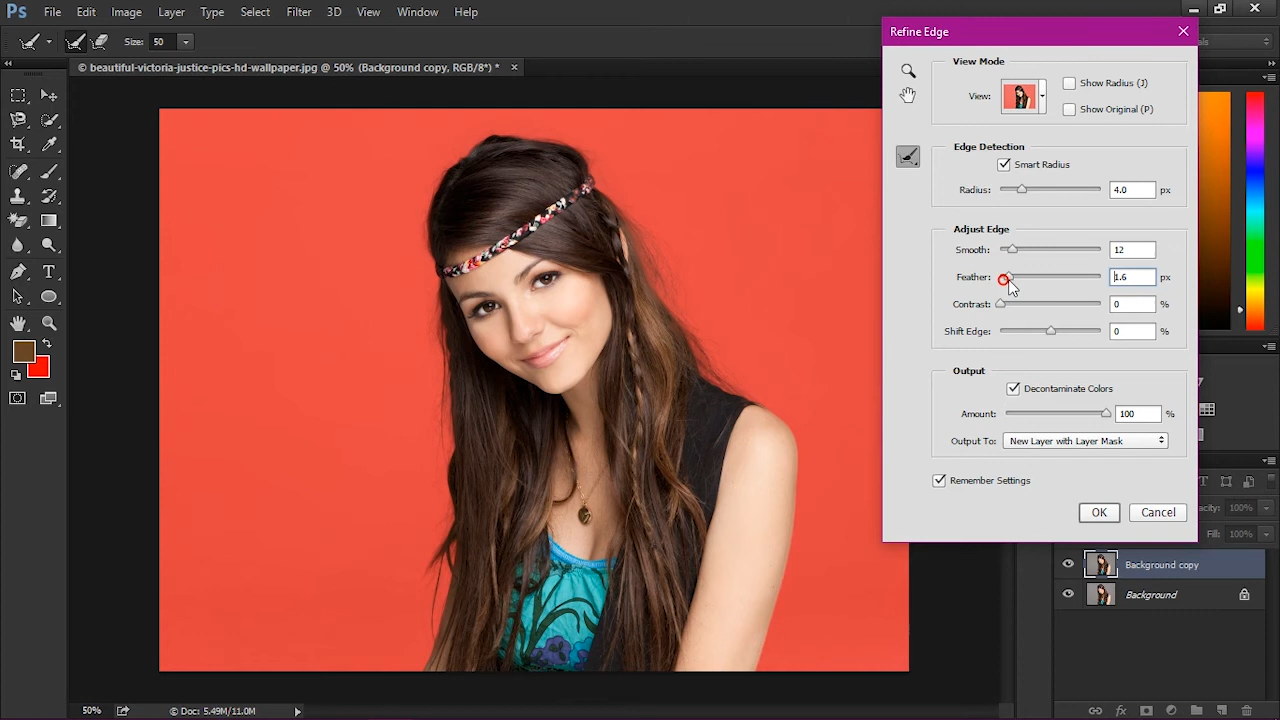 Ps File Edit Image Layer Type Select Filter 3D View Window Help
Size: 50
© beautiful-victoria-justice-pics-hd-wallpaper.jpg @ 50% (Background copy, RGB/8*) * ×
Refine Edge
View Mode
View:
Show Radius (J)
Show Original (P)
Edge Detection
Smart Radius
Radius: 4.0 px
Adjust Edge
Smooth: 12
Feather: 1.6 px
Contrast: 0 %
Shift Edge: 0 %
Output
Decontaminate Colors
Amount: 100 %
Output To: New Layer with Layer Mask
Remember Settings
OK Cancel
100%
Fill: 100%
Background copy
Background
50% © Doc: 5.49M/11.0M
fx